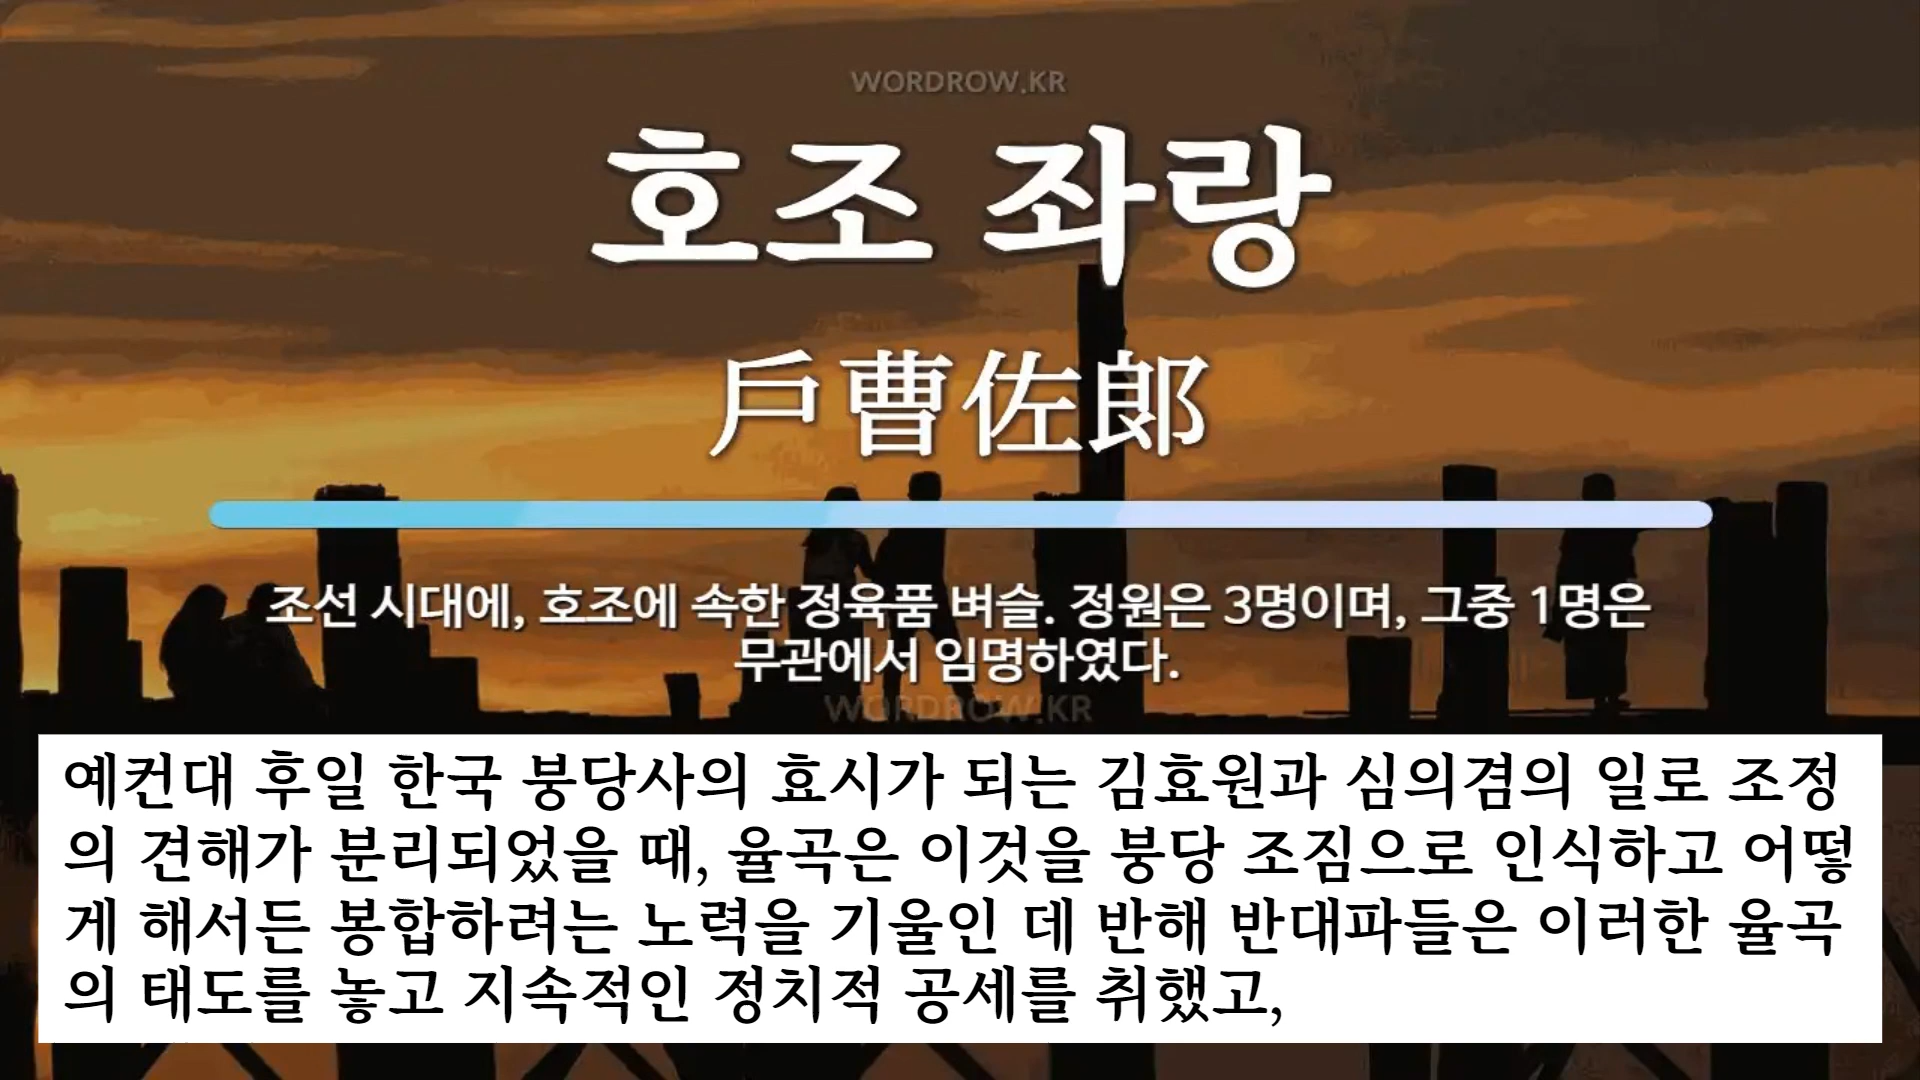 WORDROW.KR
호조 좌랑
戶曹佐郎
조선 시대에, 호조에 속한 정육품 벼슬. 정원은 3명이며, 그중 1명은
무관에서 임명하였다.
WORDROW.KR
예컨대 후일 한국 붕당사의 효시가 되는 김효원과 심의겸의 일로 조정
의 견해가 분리되었을 때, 율곡은 이것을 붕당 조짐으로 인식하고 어떻
게 해서든 봉합하려는 노력을 기울인 데 반해 반대파들은 이러한 율곡
의 태도를 놓고 지속적인 정치적 공세를 취했고,